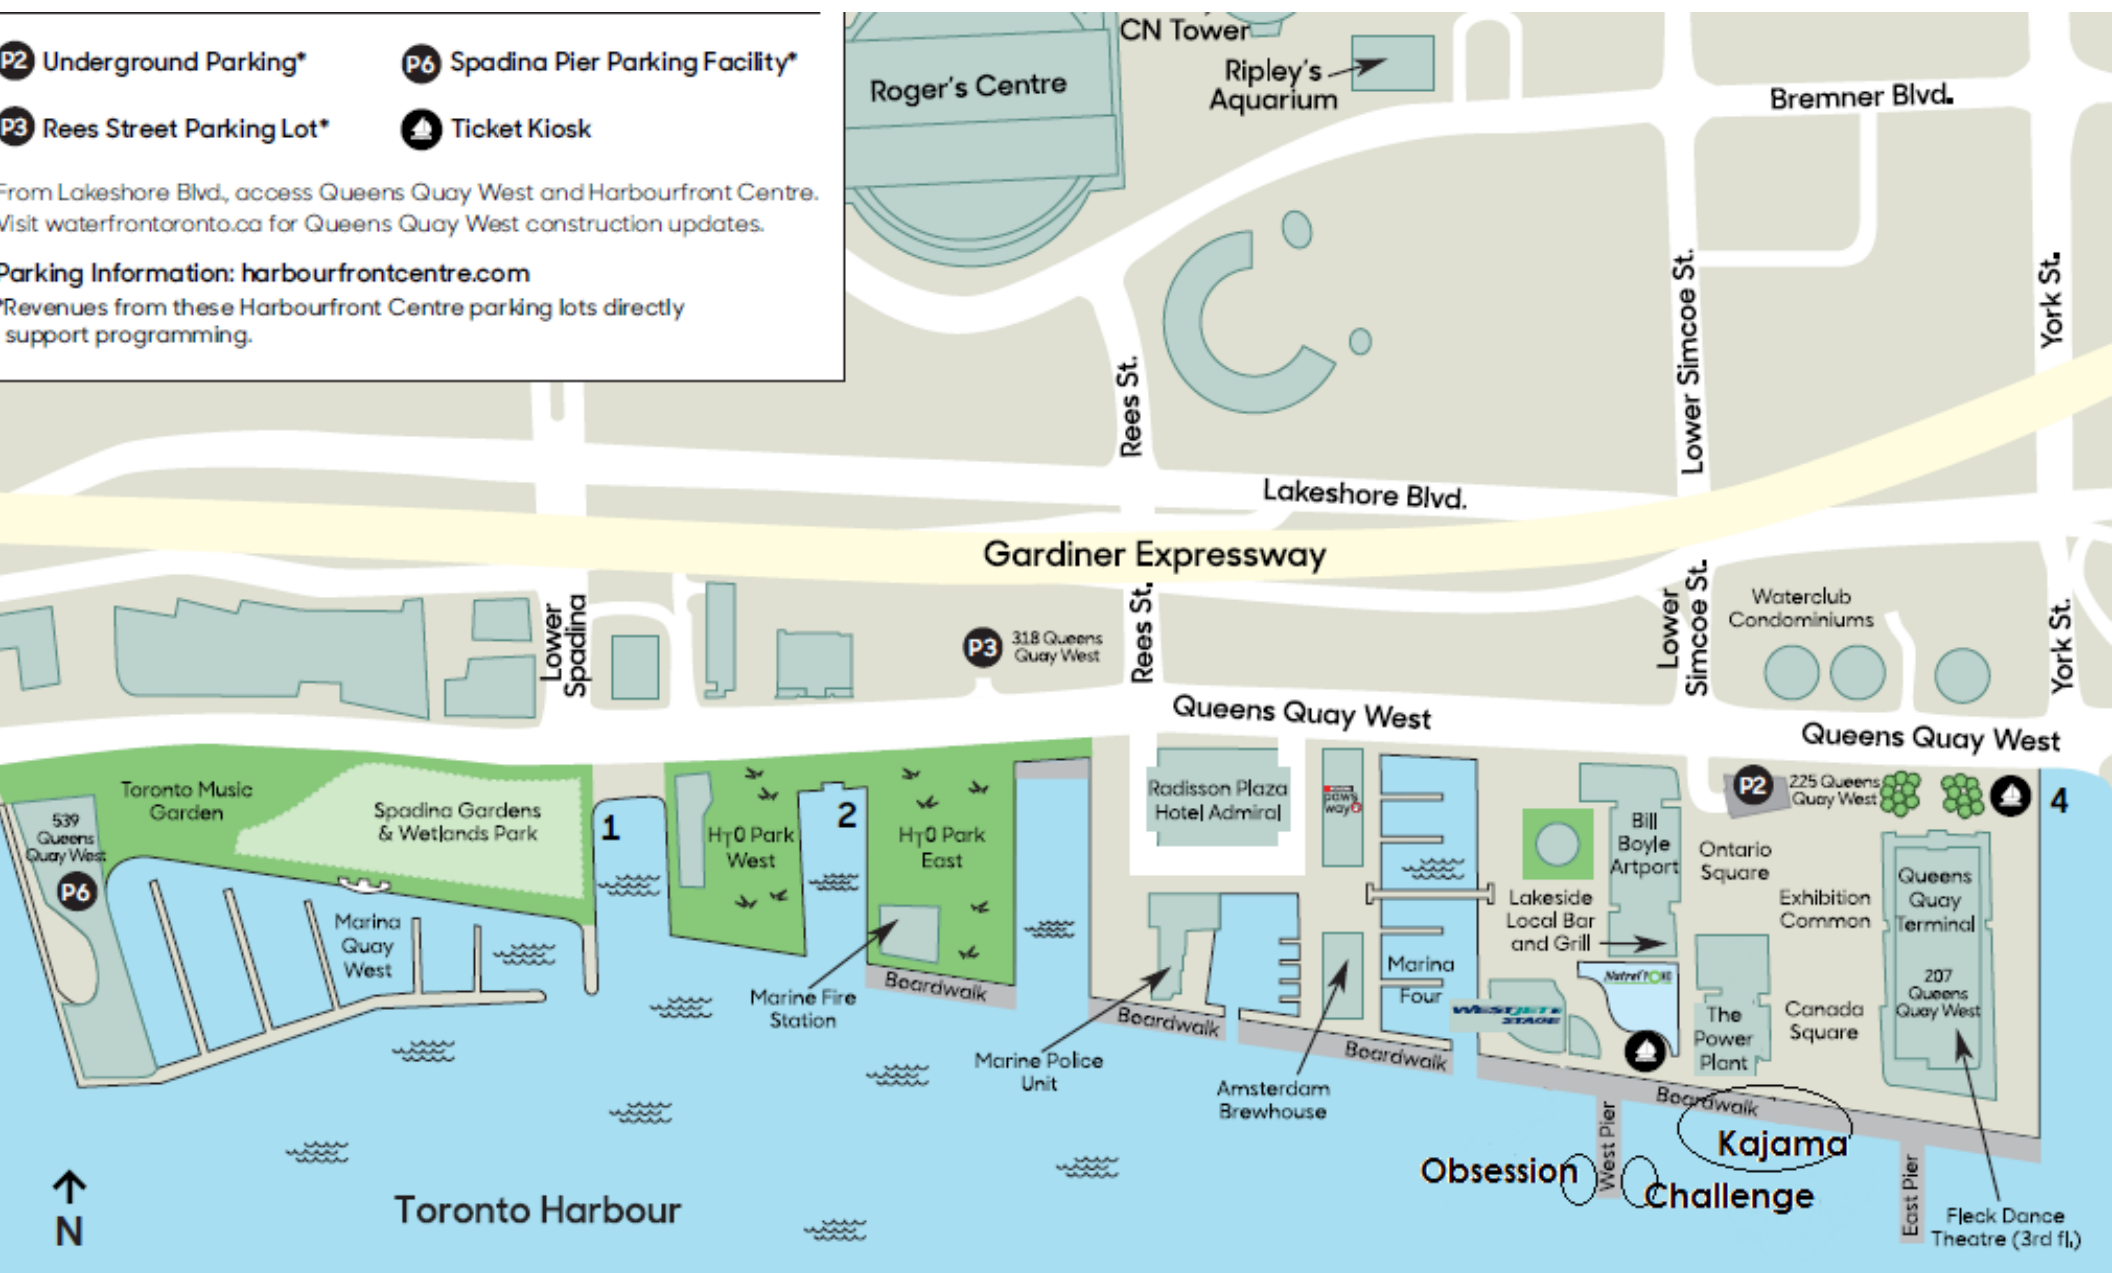 P2 Underground Parking*
P6 Spadina Pier Parking Facility*
P3 Rees Street Parking Lot*
Ticket Kiosk
From Lakeshore Blvd., access Queens Quay West and Harbourfront Centre.
Visit waterfrontoronto.ca for Queens Quay West construction updates.
Parking Information: harbourfrontcentre.com
*Revenues from these Harbourfront Centre parking lots directly
support programming.
CN Tower
Roger's Centre
Ripley's
Aquarium
Bremner Blvd.
Rees St.
Lower Simcoe St.
York St.
Lakeshore Blvd.
Gardiner Expressway
Lower
Spadina
P3
318 Queens
Quay West
Rees St.
Lower
Simcoe St.
Waterclub
Condominiums
York St.
Queens Quay West
Queens Quay West
Toronto Music
Garden
Spadina Gardens
& Wetlands Park
539
Queens
Quay West
P6
Marina
Quay
West
1
HTO Park
West
2
HTO Park
East
Marine Fire
Station
Boardwalk
Radisson Plaza
Hotel Admiral
paws
way
Marine Police
Unit
Boardwalk
Amsterdam
Brewhouse
Boardwalk
Marina
Four
Lakeside
Local Bar
and Grill
Bill
Boyle
Artport
WESTJET
STAGE
P2
225 Queens
Quay West
4
Ontario
Square
Exhibition
Common
Canada
Square
The
Power
Plant
Queens
Quay
Terminal
207
Queens
Quay West
Boardwalk
Kajama
Obsession
West Pier
Challenge
East Pier
Fleck Dance
Theatre (3rd fl.)
Toronto Harbour
N